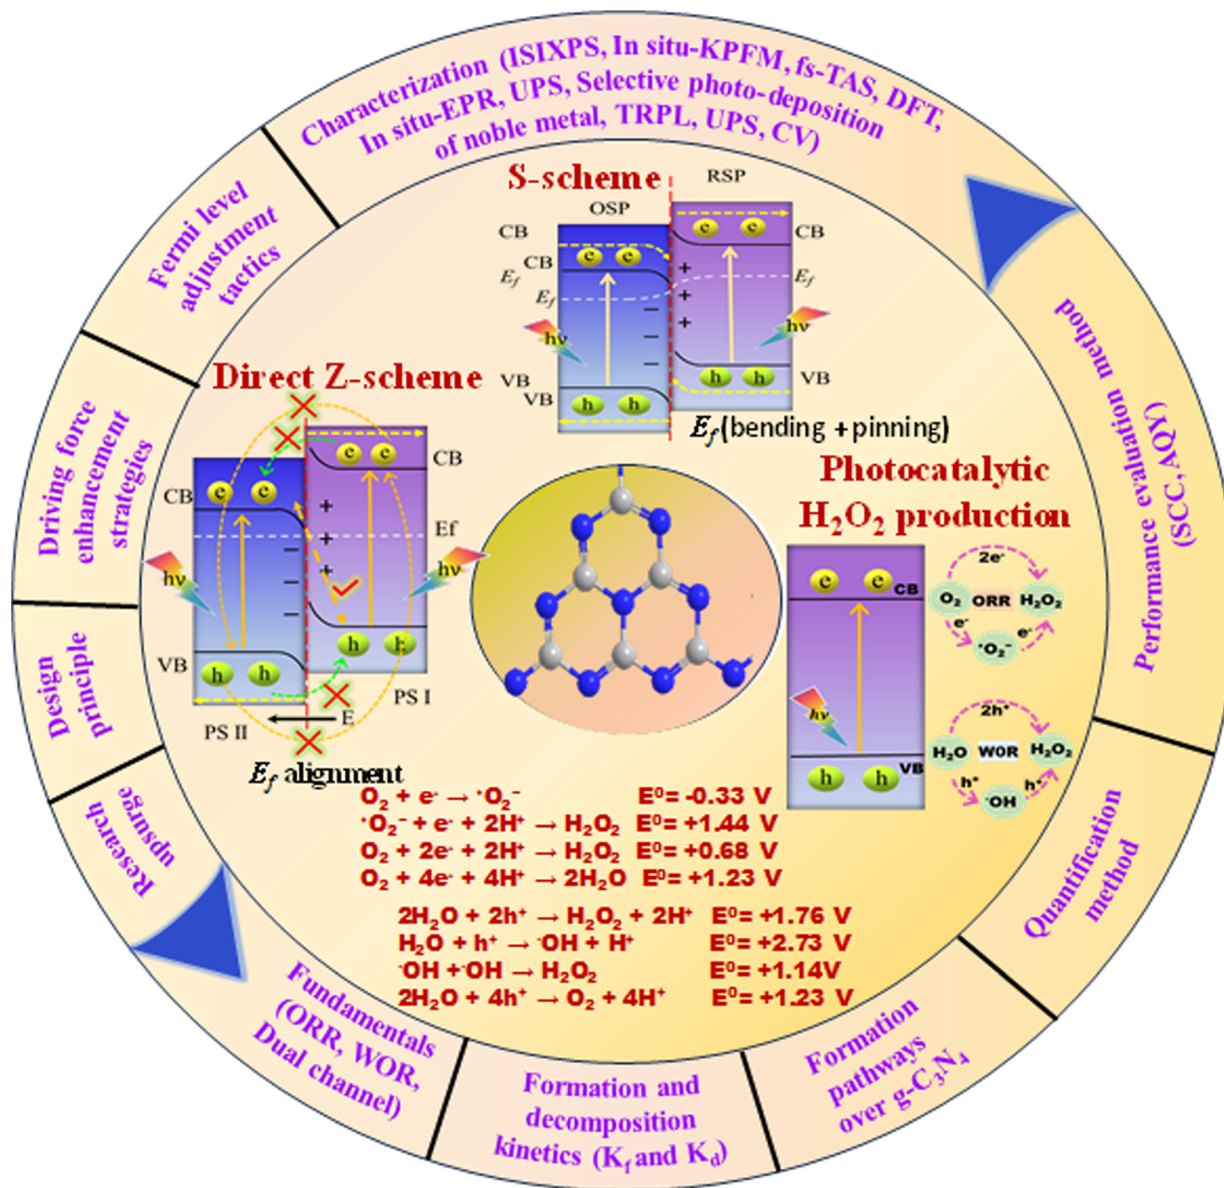 Characterization (ISIXPS, In situ-KPFM, fs-TAS, DFT,
In situ-EPR, UPS, Selective photo-deposition
of noble metal, TRPL, UPS, CV)
Performance evaluation method
(SCC, AQY)
Quantification
method
Formation
pathways
over g-C₃N₄
Formation and
decomposition
kinetics (K_f and K_d)
Fundamentals
(ORR, WOR,
Dual channel)
Research
upsurge
Design
principle
Driving force
enhancement
strategies
Fermi level
adjustment
tactics
S-scheme
RSP
OSP
CB
CB
CB
e e
e e
E_f
E_f
E_f
+
+
+
−
−
−
hν
hν
VB
VB
VB
h h
h h
E_f (bending + pinning)
Direct Z-scheme
CB
CB
e e
e e
Ef
+
+
+
−
−
−
hν
hν
VB
h h
h h
PS I
PS II
E
E_f alignment
Photocatalytic
H₂O₂ production
e e
CB
hν
VB
h h
2e⁻
O₂ ORR H₂O₂
e⁻ e⁻
·O₂⁻
2h⁺
H₂O WOR H₂O₂
h⁺ h⁺
·OH
O₂ + e⁻ → ·O₂⁻ E⁰= -0.33 V
·O₂⁻ + e⁻ + 2H⁺ → H₂O₂ E⁰= +1.44 V
O₂ + 2e⁻ + 2H⁺ → H₂O₂ E⁰= +0.68 V
O₂ + 4e⁻ + 4H⁺ → 2H₂O E⁰= +1.23 V
2H₂O + 2h⁺ → H₂O₂ + 2H⁺ E⁰= +1.76 V
H₂O + h⁺ → ·OH + H⁺ E⁰= +2.73 V
·OH +·OH → H₂O₂ E⁰= +1.14V
2H₂O + 4h⁺ → O₂ + 4H⁺ E⁰= +1.23 V